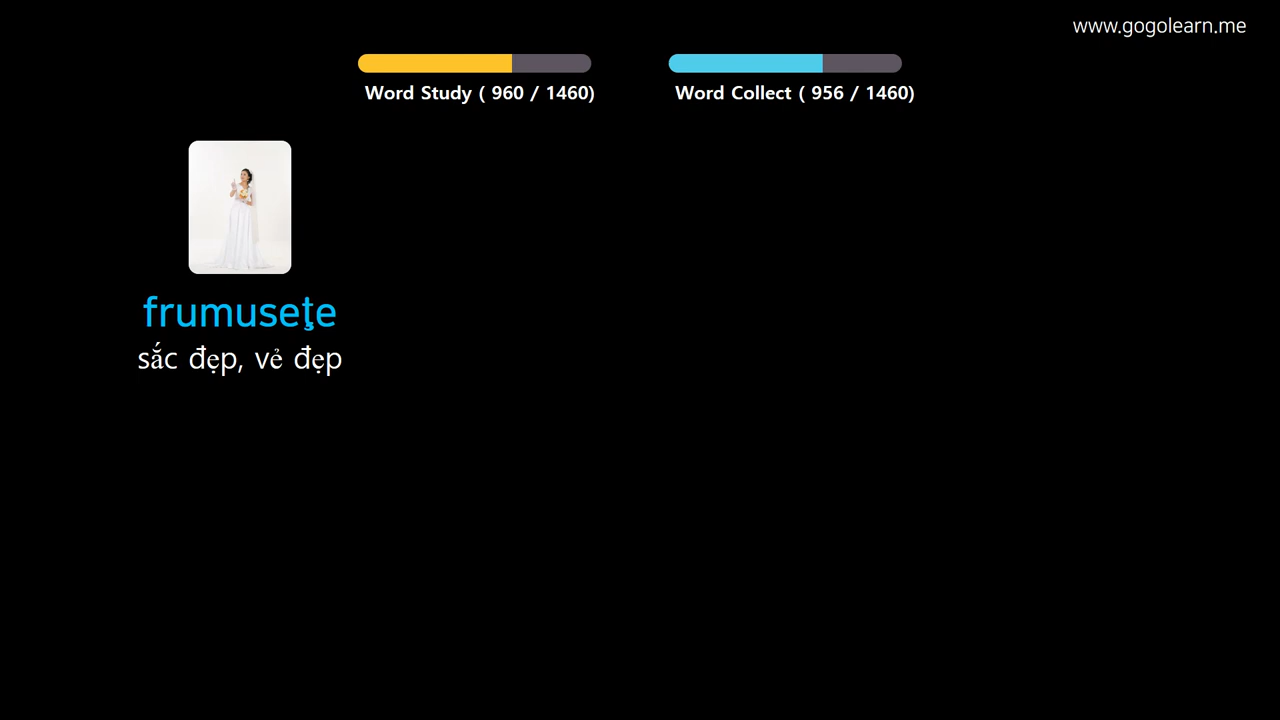 www.gogolearn.me
Word Study ( 960 / 1460)
Word Collect ( 956 / 1460)
frumuseţe
sắc đẹp, vẻ đẹp